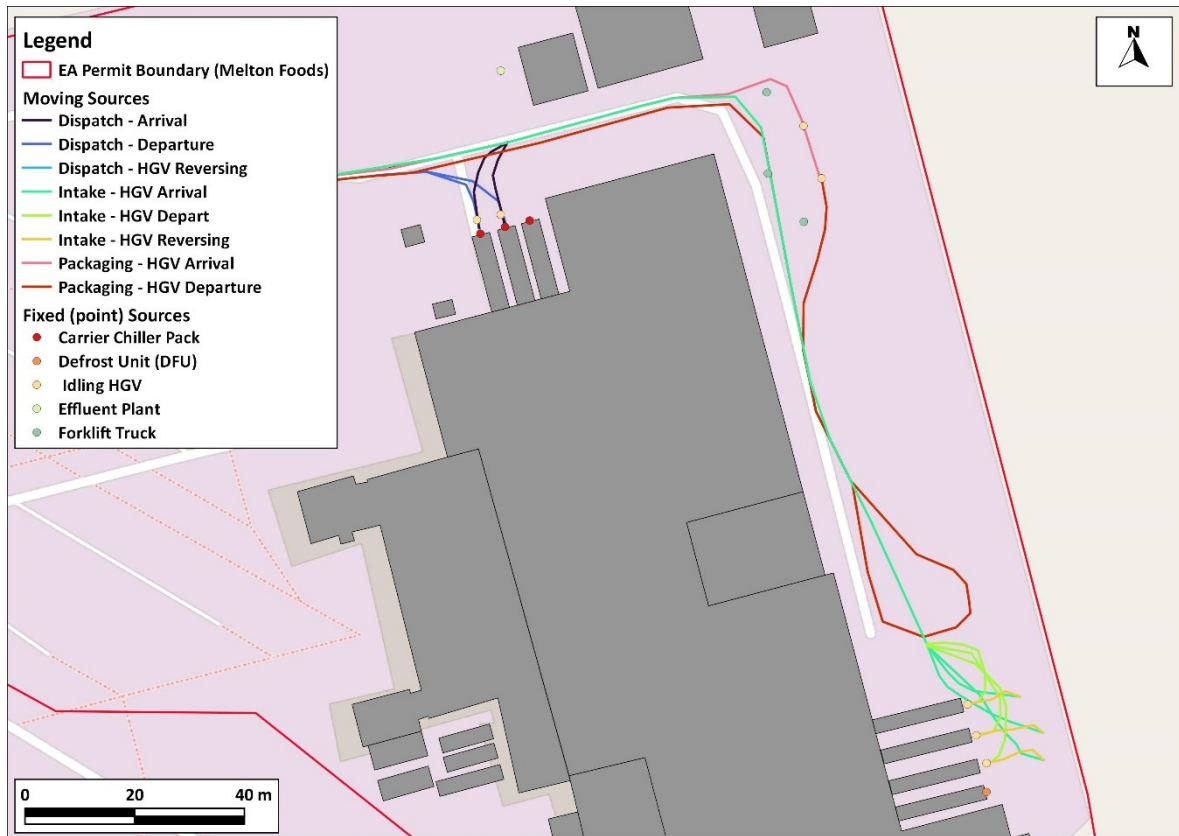 Legend
EA Permit Boundary (Melton Foods)
Moving Sources
Dispatch - Arrival
Dispatch - Departure
Dispatch - HGV Reversing
Intake - HGV Arrival
Intake - HGV Depart
Intake - HGV Reversing
Packaging - HGV Arrival
Packaging - HGV Departure
Fixed (point) Sources
Carrier Chiller Pack
Defrost Unit (DFU)
Idling HGV
Effluent Plant
Forklift Truck
N
0 20 40 m